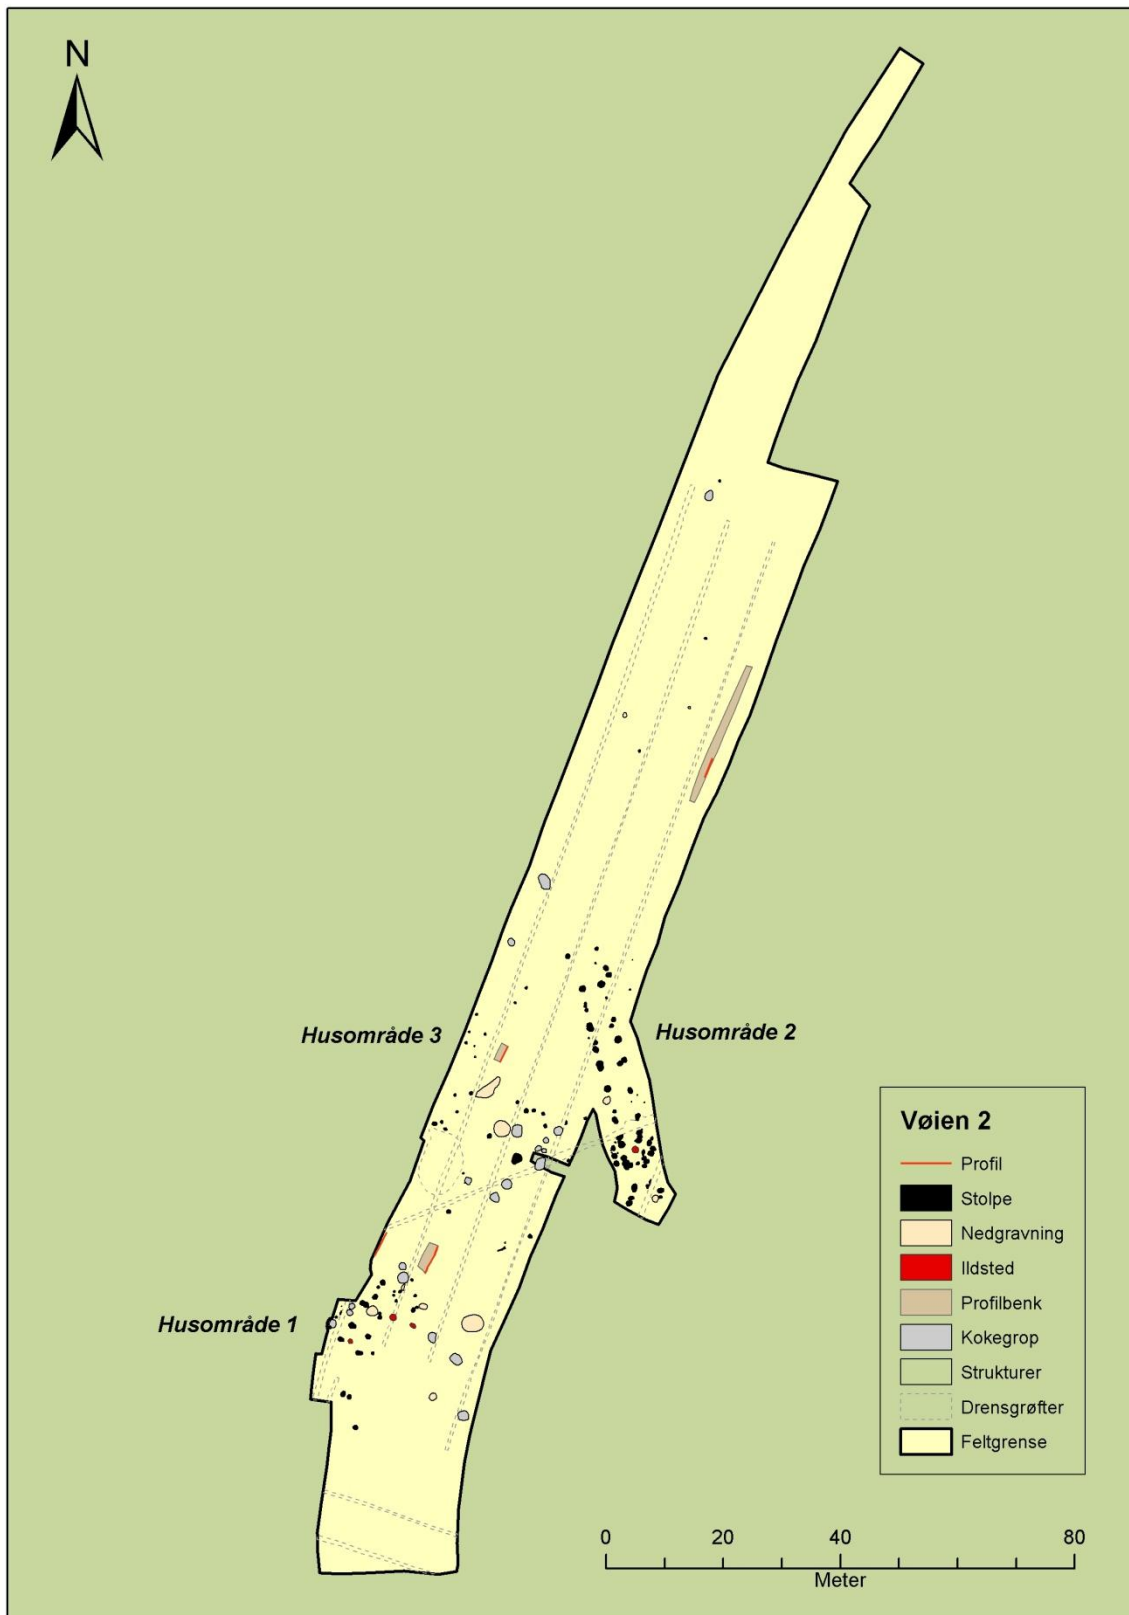 N
Husområde 3
Husområde 2
Husområde 1
Vøien 2
Profil
Stolpe
Nedgravning
Ildsted
Profilbenk
Kokegrop
Strukturer
Drensgrøfter
Feltgrense
0 20 40 80
Meter